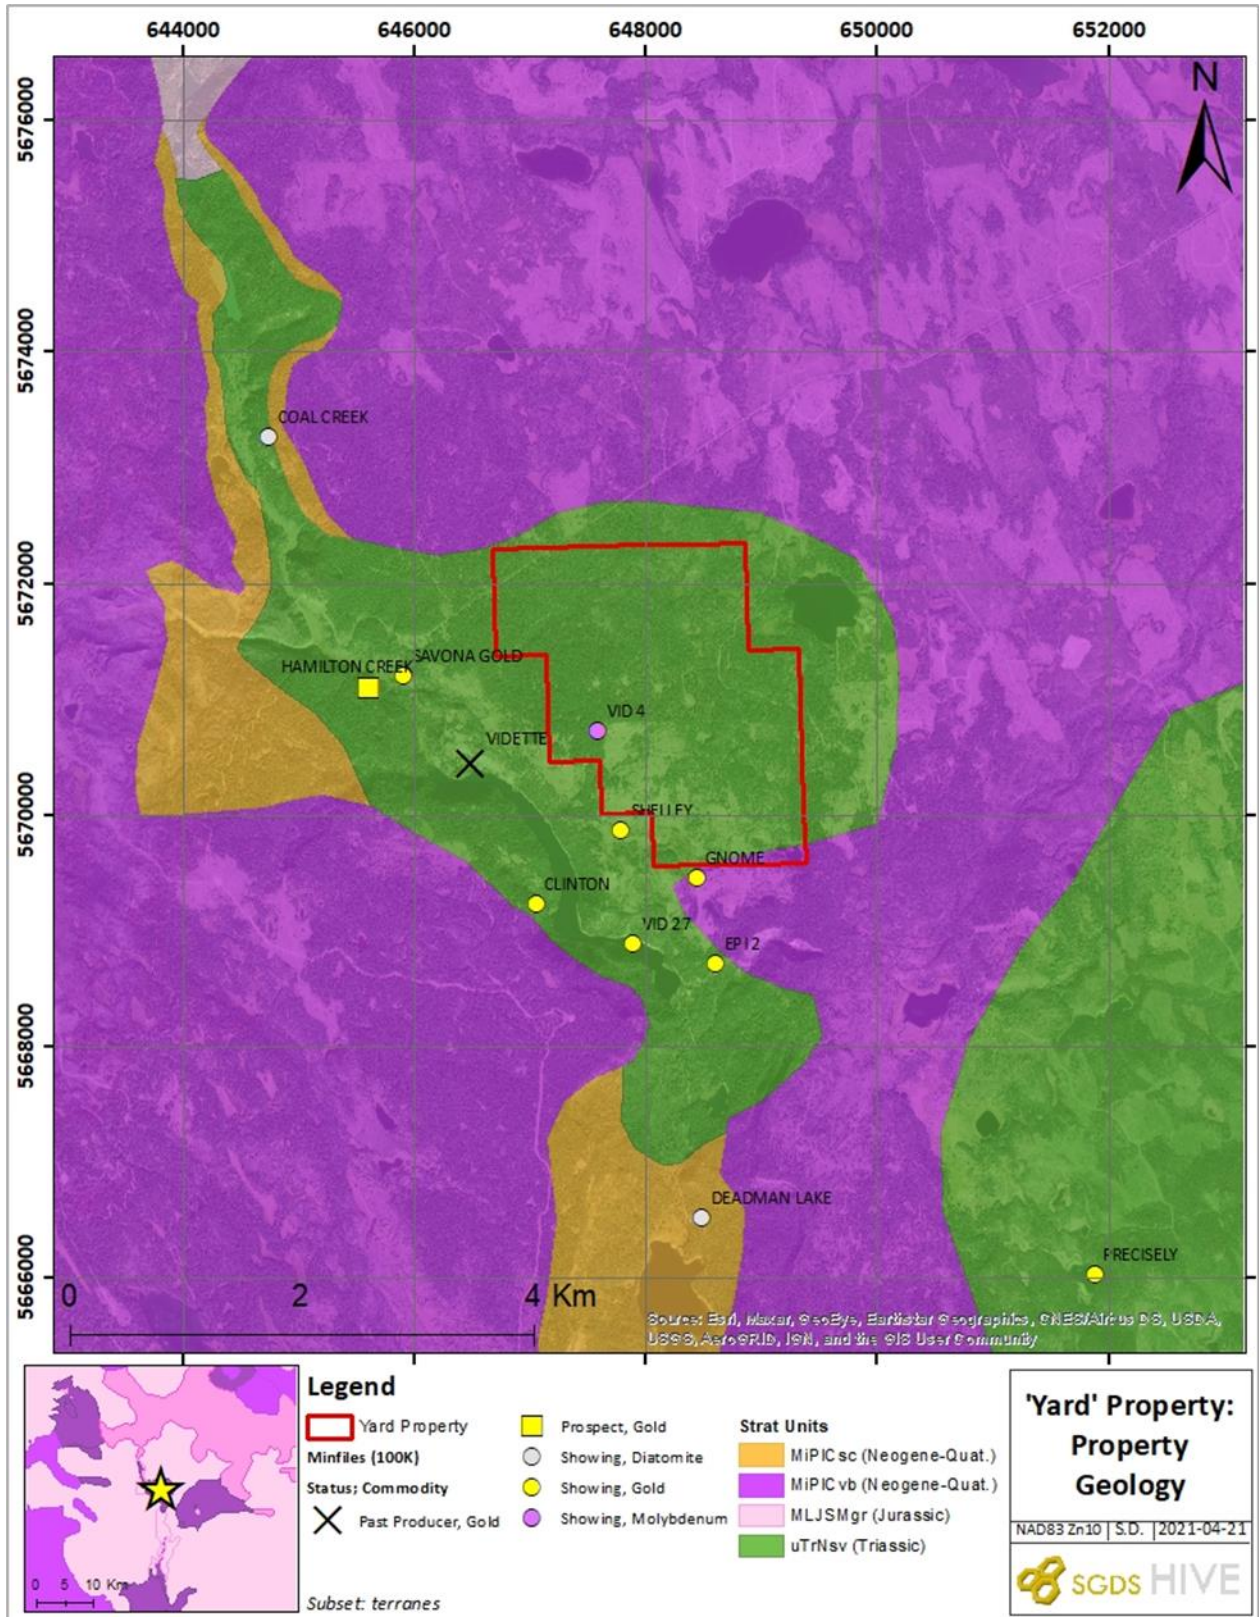 644000 646000 648000 650000 652000
5676000
5674000
5672000
5670000
5668000
5666000
N
COAL CREEK
SAVONA GOLD
HAMILTON CREEK
VID 4
VIDETTE
SHELLEY
GNOME
CLINTON
VID 27
EPI 2
DEADMAN LAKE
PRECISELY
0 2 4 Km
Source: Esri, Maxar, GeoEye, Earthstar Geographics, CNES/Airbus DS, USDA,
USGS, AeroGRID, IGN, and the GIS User Community
0 5 10 Km
Legend
Yard Property
Minfiles (100K)
Status; Commodity
Past Producer, Gold
Subset: terranes
Prospect, Gold
Showing, Diatomite
Showing, Gold
Showing, Molybdenum
Strat Units
MiPlCsc (Neogene-Quat.)
MiPlCvb (Neogene-Quat.)
MLJSMgr (Jurassic)
uTrNsv (Triassic)
'Yard' Property:
Property
Geology
NAD83 Zn10 | S.D. | 2021-04-21
SGDS HIVE